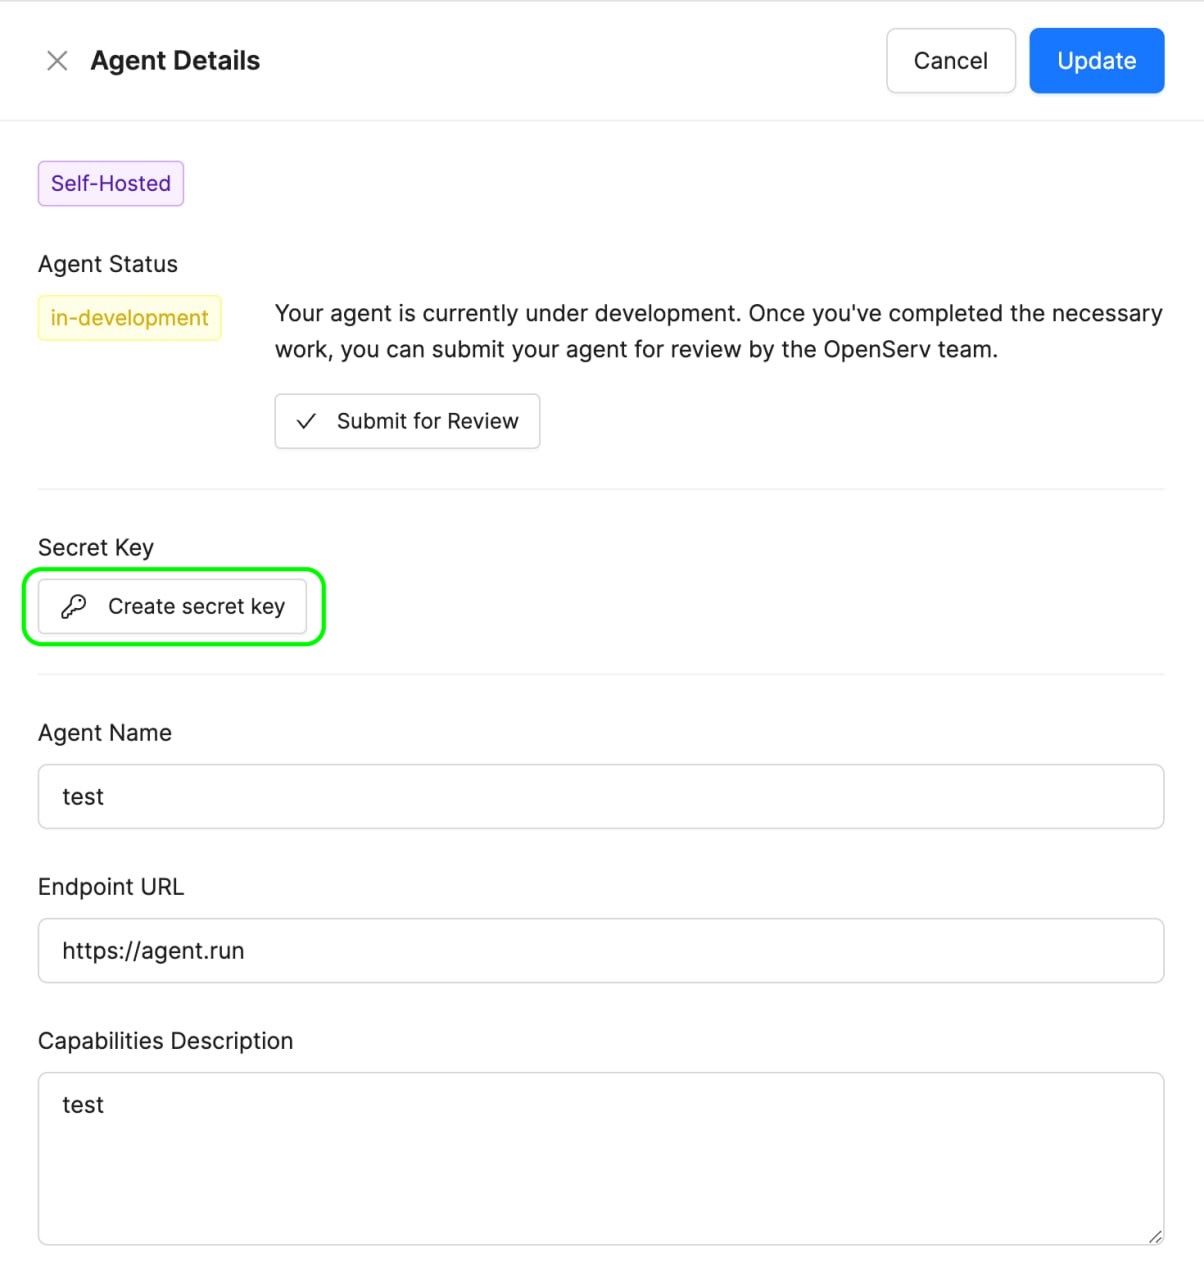 Agent Details
Cancel
Update
Self-Hosted
Agent Status
in-development
Your agent is currently under development. Once you've completed the necessary
work, you can submit your agent for review by the OpenServ team.
Submit for Review
Secret Key
Create secret key
Agent Name
test
Endpoint URL
https://agent.run
Capabilities Description
test